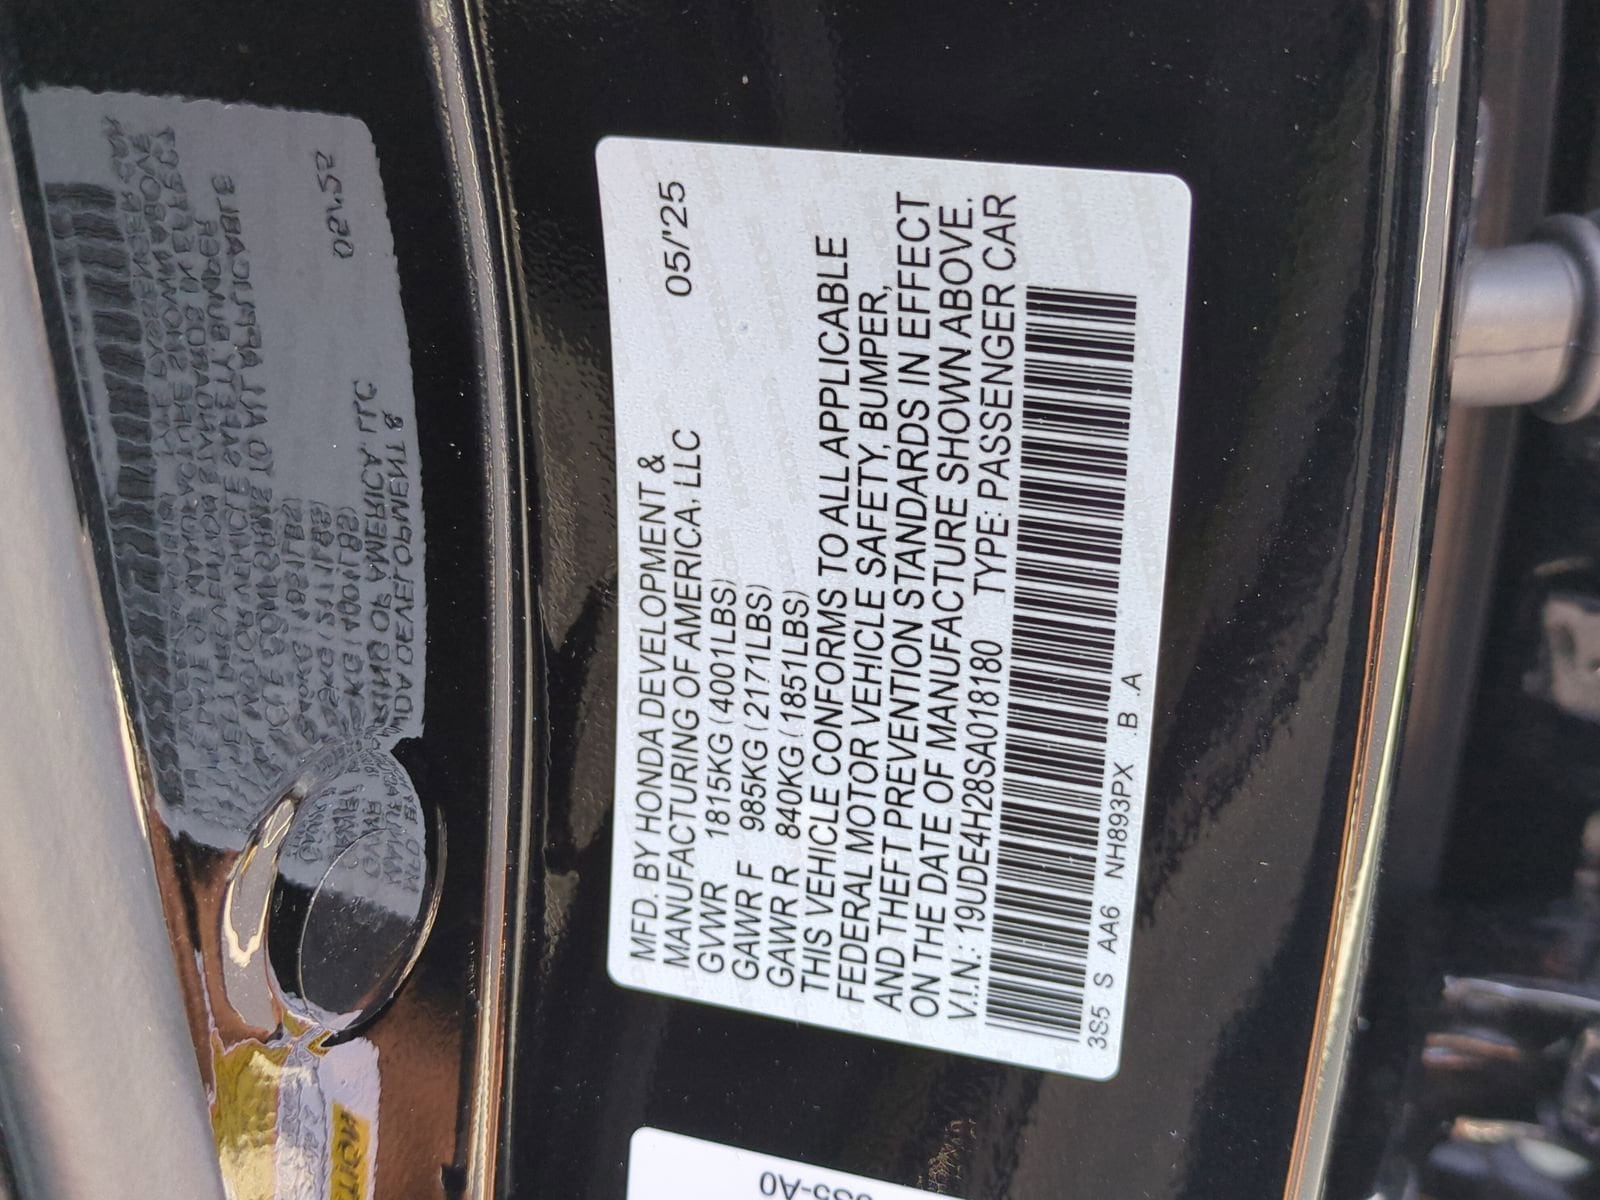 MFD. BY HONDA DEVELOPMENT &
MANUFACTURING OF AMERICA. LLC 05/'25
GVWR 1815KG (4001LBS)
GAWR F 985KG (2171LBS)
GAWR R 840KG (1851LBS)
THIS VEHICLE CONFORMS TO ALL APPLICABLE
FEDERAL MOTOR VEHICLE SAFETY, BUMPER,
AND THEFT PREVENTION STANDARDS IN EFFECT
ON THE DATE OF MANUFACTURE SHOWN ABOVE.
V.I.N.: 19UDE4H28SA018180 TYPE: PASSENGER CAR
3S5 S AA6 NH893PX .B .A